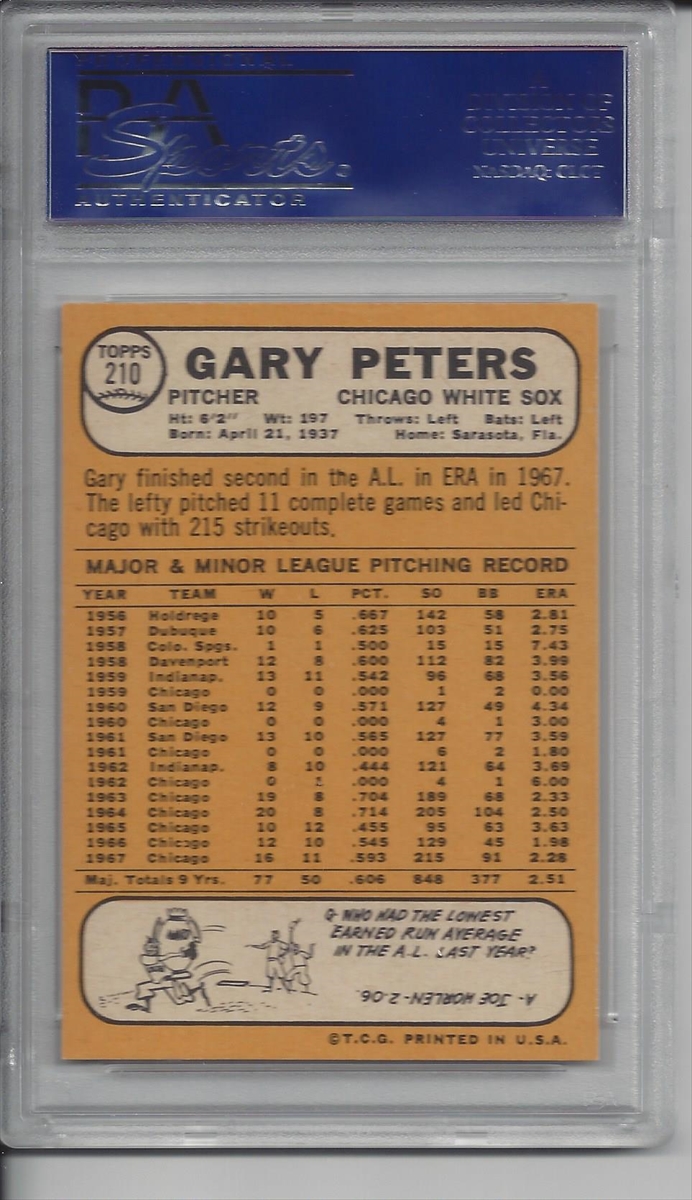 PROFESSIONAL
PSA
Sports.
AUTHENTICATOR
A
DIVISION OF
COLLECTORS
UNIVERSE
NASDAQ: CLCT
TOPPS
210
GARY PETERS
PITCHER CHICAGO WHITE SOX
Ht: 6'2" Wt: 197 Throws: Left Bats: Left
Born: April 21, 1937 Home: Sarasota, Fla.
Gary finished second in the A.L. in ERA in 1967.
The lefty pitched 11 complete games and led Chi-
cago with 215 strikeouts.
MAJOR & MINOR LEAGUE PITCHING RECORD
YEAR TEAM W L PCT. SO BB ERA
1956 Holdrege 10 5 .667 142 58 2.81
1957 Dubuque 10 6 .625 103 51 2.75
1958 Colo. Spgs. 1 1 .500 15 15 7.43
1958 Davenport 12 8 .600 112 82 3.99
1959 Indianap. 13 11 .542 96 68 3.56
1959 Chicago 0 0 .000 1 2 0.00
1960 San Diego 12 9 .571 127 49 4.34
1960 Chicago 0 0 .000 4 1 3.00
1961 San Diego 13 10 .565 127 77 3.59
1961 Chicago 0 0 .000 6 2 1.80
1962 Indianap. 8 10 .444 121 64 3.69
1962 Chicago 0 1 .000 4 1 6.00
1963 Chicago 19 8 .704 189 68 2.33
1964 Chicago 20 8 .714 205 104 2.50
1965 Chicago 10 12 .455 95 63 3.63
1966 Chicago 12 10 .545 129 45 1.98
1967 Chicago 16 11 .593 215 91 2.28
Maj. Totals 9 Yrs. 77 50 .606 848 377 2.51
Q- WHO HAD THE LOWEST
EARNED RUN AVERAGE
IN THE A.L. LAST YEAR?
A- JOE HORLEN-2.06.
©T.C.G. PRINTED IN U.S.A.
PSA